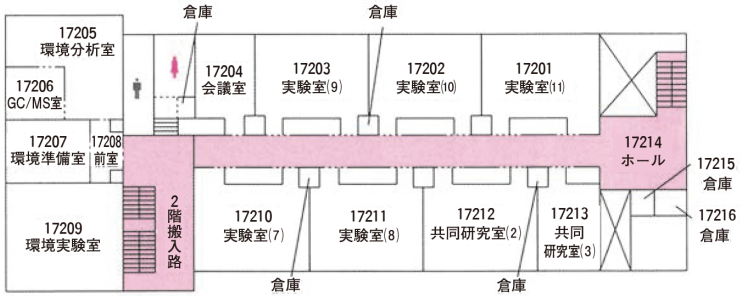 倉庫
17205
環境分析室
17206
GC/MS室
17204
会議室
17203
実験室(9)
倉庫
17202
実験室(10)
17201
実験室(11)
17207
環境準備室
17208
前室
17214
ホール
17215
倉庫
17216
倉庫
17209
環境実験室
2階搬入路
17210
実験室(7)
倉庫
17211
実験室(8)
17212
共同研究室(2)
倉庫
17213
共同
研究室(3)